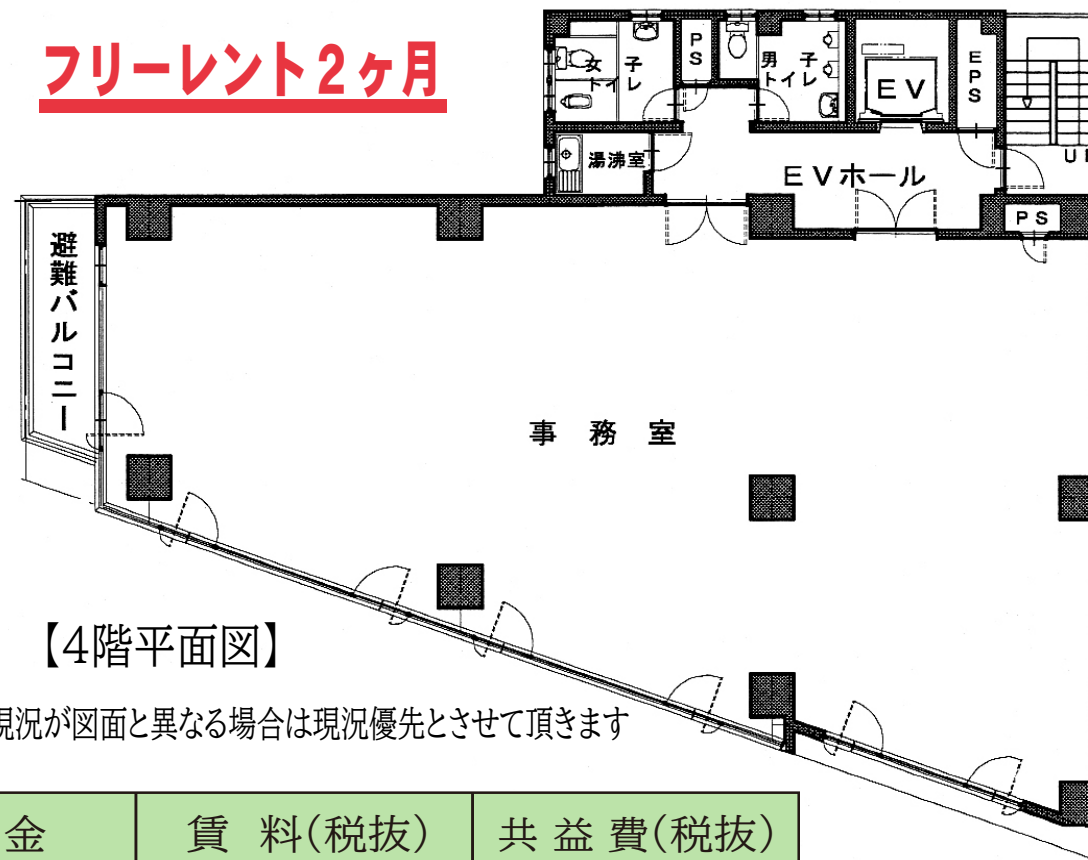 フリーレント2ヶ月
女子
トイレ
PS
男子
トイレ
EV
EPS
湯沸室
EVホール
PS
避難バルコニー
事務室
【4階平面図】
現況が図面と異なる場合は現況優先とさせて頂きます
金
賃料(税抜)
共益費(税抜)